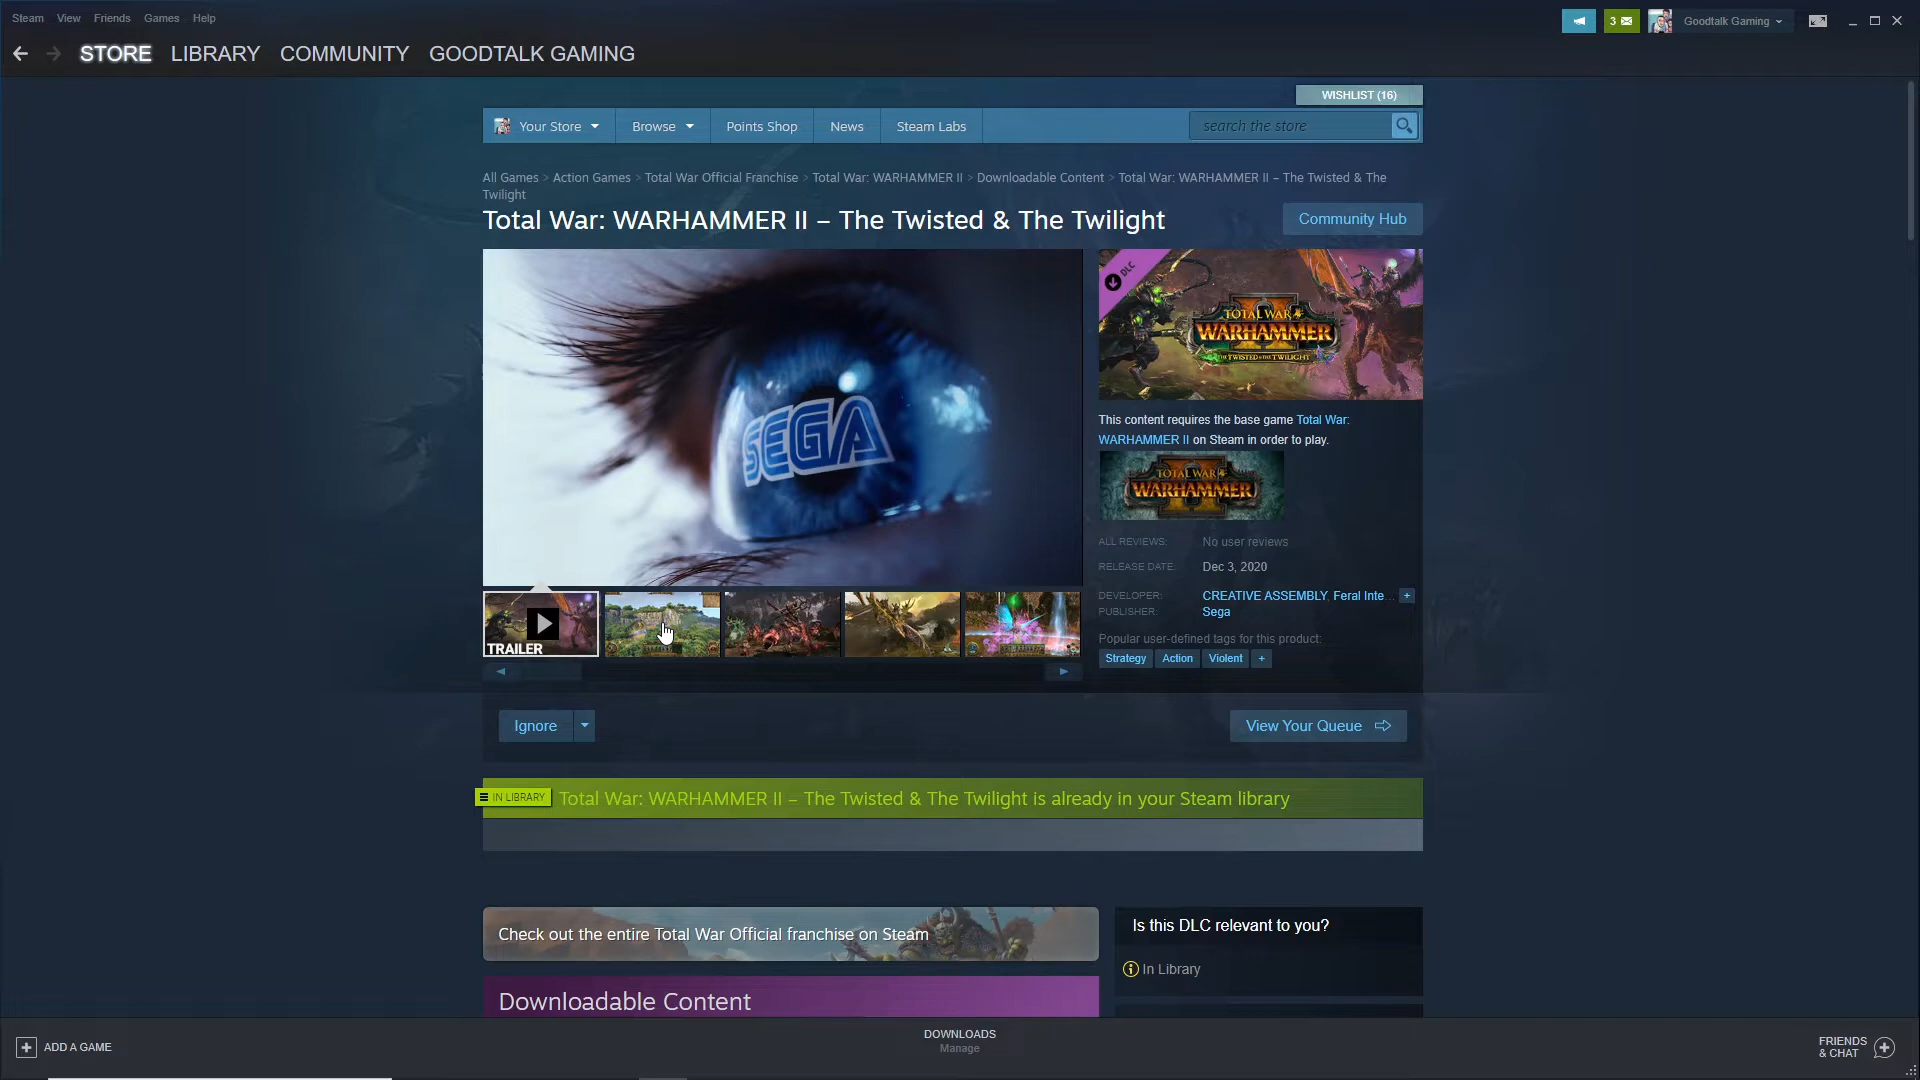 Steam View Friends Games Help
3
Goodtalk Gaming
STORE LIBRARY COMMUNITY GOODTALK GAMING
WISHLIST (16)
Your Store Browse Points Shop News Steam Labs search the store
All Games > Action Games > Total War Official Franchise > Total War: WARHAMMER II > Downloadable Content > Total War: WARHAMMER II – The Twisted & The
Twilight
Total War: WARHAMMER II – The Twisted & The Twilight
Community Hub
SEGA
DLC
TOTAL WAR
WARHAMMER
II
THE TWISTED & THE TWILIGHT
This content requires the base game Total War:
WARHAMMER II on Steam in order to play.
TOTAL WAR
WARHAMMER
II
ALL REVIEWS: No user reviews
RELEASE DATE: Dec 3, 2020
DEVELOPER: CREATIVE ASSEMBLY, Feral Inte... +
PUBLISHER: Sega
Popular user-defined tags for this product:
Strategy Action Violent +
TRAILER
Ignore
View Your Queue
IN LIBRARY
Total War: WARHAMMER II – The Twisted & The Twilight is already in your Steam library
Check out the entire Total War Official franchise on Steam
Is this DLC relevant to you?
In Library
Downloadable Content
ADD A GAME
DOWNLOADS
Manage
FRIENDS
& CHAT